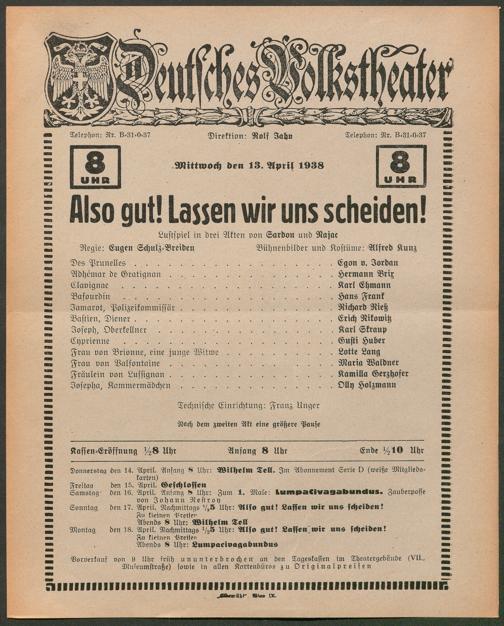 Deutsches Volkstheater
Telephon: Nr. B-31-0-37 Direktion: Rolf Jahn Telephon: Nr. B-31-0-37
8 UHR Mittwoch den 13. April 1938 8 UHR
Also gut! Lassen wir uns scheiden!
Lustspiel in drei Akten von Sardou und Najac
Regie: Eugen Schulz-Breiden Bühnenbilder und Kostüme: Alfred Kunz
Des Prunelles Egon v. Jordan
Adhémar de Gratignan Hermann Brix
Clavignac Karl Ehmann
Bafourdin Hans Frank
Jamarot, Polizeikommissär Richard Rieß
Bastien, Diener Erich Nikowitz
Joseph, Oberkellner Karl Skraup
Cyprienne Gusti Huber
Frau von Brionne, eine junge Witwe Lotte Lang
Frau von Valfontaine Maria Waldner
Fräulein von Lussignan Kamilla Gerzhofer
Josepha, Kammermädchen Olly Holzmann
Technische Einrichtung: Franz Unger
Nach dem zweiten Akt eine größere Pause
Kassen-Eröffnung ½8 Uhr Anfang 8 Uhr Ende ½10 Uhr
Donnerstag den 14. April. Anfang 8 Uhr: Wilhelm Tell. Im Abonnement Serie D (weiße Mitglieds-
karten)
Freitag den 15. April. Geschlossen
Samstag den 16. April. Anfang 8 Uhr: Zum 1. Male: Lumpacivagabundus. Zauberposse
von Johann Nestroy
Sonntag den 17. April. Nachmittags ½5 Uhr: Also gut! Lassen wir uns scheiden!
Zu kleinen Preisen
Abends 8 Uhr: Wilhelm Tell
Montag den 18. April. Nachmittags ½5 Uhr: Also gut! Lassen wir uns scheiden!
Zu kleinen Preisen
Abends 8 Uhr: Lumpacivagabundus
Vorverkauf von 9 Uhr früh ununterbrochen an den Tageskassen im Theatergebäude (VII.,
Museumstraße) sowie in allen Kartenbüros zu Originalpreisen
Wien IX.